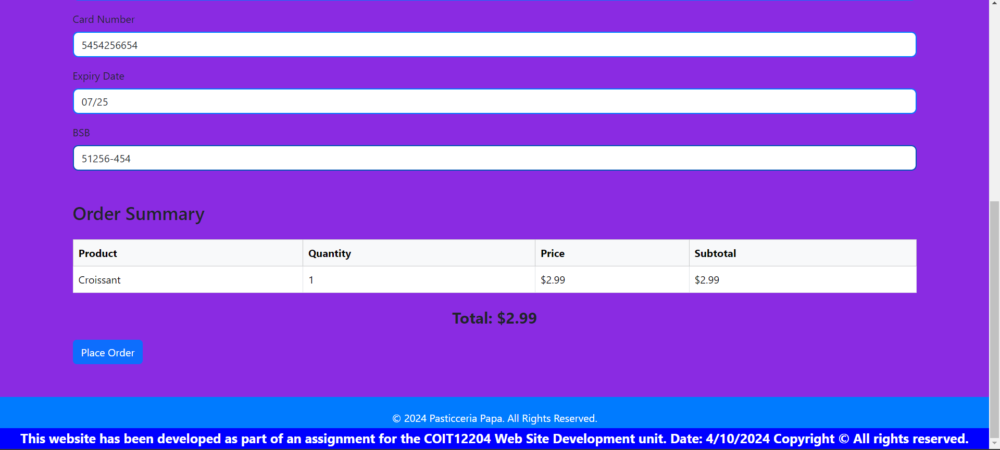 Card Number
5454256654
Expiry Date
07/25
BSB
51256-454
Order Summary
Product Quantity Price Subtotal
Croissant 1 $2.99 $2.99
Total: $2.99
Place Order
© 2024 Pasticceria Papa. All Rights Reserved.
This website has been developed as part of an assignment for the COIT12204 Web Site Development unit. Date: 4/10/2024 Copyright © All rights reserved.